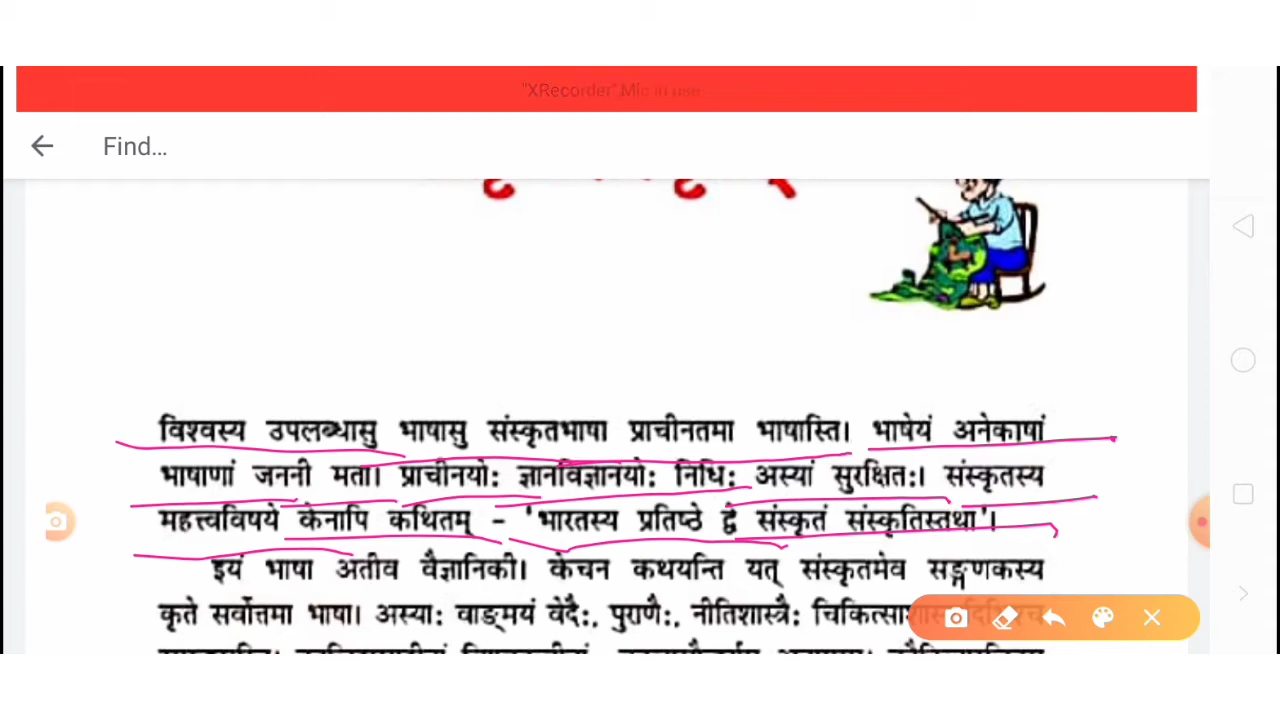 "XRecorder" Mic in use
Find...
विश्वस्य उपलब्धासु भाषासु संस्कृतभाषा प्राचीनतमा भाषास्ति। भाषेयं अनेकाषां
भाषाणां जननी मता। प्राचीनयो: ज्ञानविज्ञानयो: निधि: अस्यां सुरक्षित:। संस्कृतस्य
महत्त्वविषये केनापि कथितम् – 'भारतस्य प्रतिष्ठे द्वे संस्कृतं संस्कृतिस्तथा'।
इयं भाषा अतीव वैज्ञानिकी। केचन कथयन्ति यत् संस्कृतमेव सङ्गणकस्य
कृते सर्वोत्तमा भाषा। अस्या: वाङ्मयं वेदै:, पुराणै:, नीतिशास्त्रै: